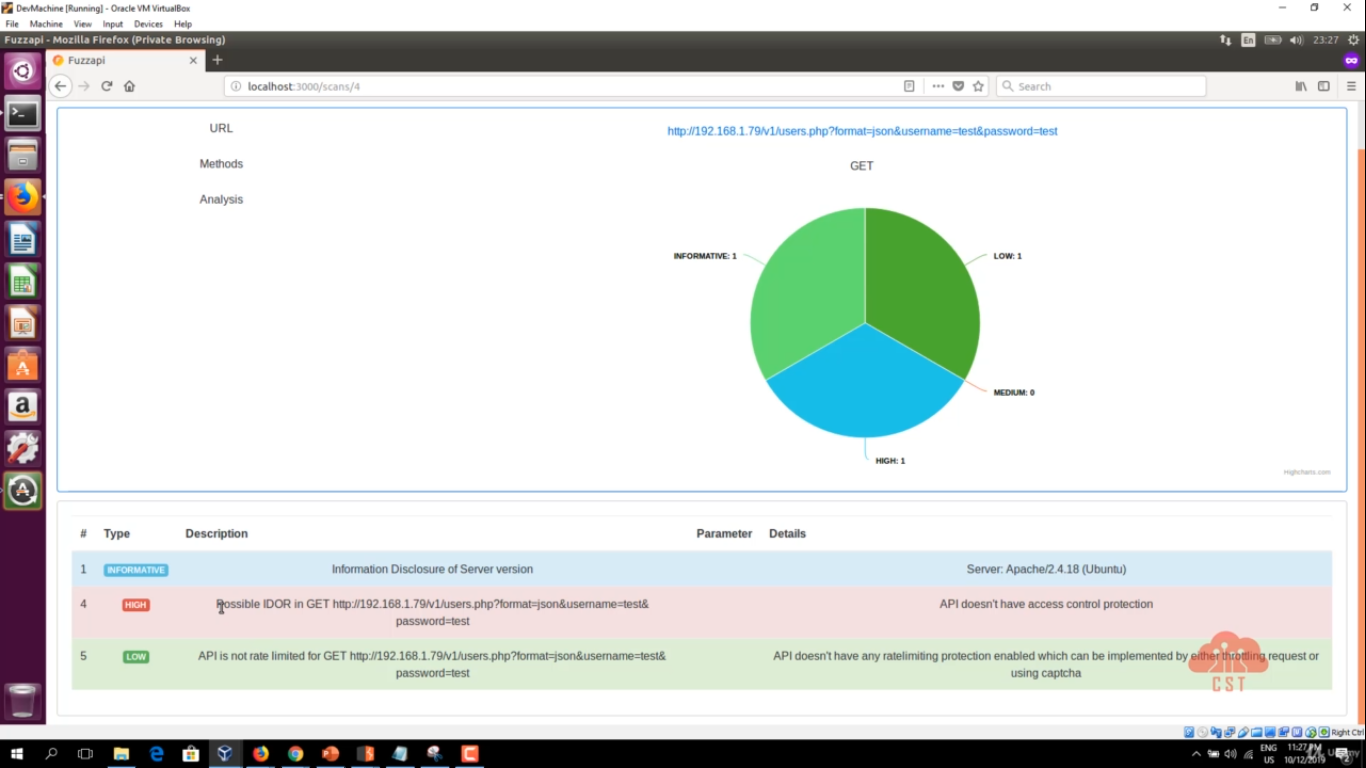 DevMachine [Running] - Oracle VM VirtualBox
File Machine View Input Devices Help
Fuzzapi - Mozilla Firefox (Private Browsing)
En
23:27
Fuzzapi
localhost:3000/scans/4
Search
URL
http://192.168.1.79/v1/users.php?format=json&username=test&password=test
Methods
GET
Analysis
INFORMATIVE: 1
LOW: 1
MEDIUM: 0
HIGH: 1
Highcharts.com
# Type Description Parameter Details
1 INFORMATIVE Information Disclosure of Server version Server: Apache/2.4.18 (Ubuntu)
4 HIGH Possible IDOR in GET http://192.168.1.79/v1/users.php?format=json&username=test& API doesn't have access control protection
password=test
5 LOW API is not rate limited for GET http://192.168.1.79/v1/users.php?format=json&username=test& API doesn't have any ratelimiting protection enabled which can be implemented by either throttling request or
password=test using captcha
CST
Right Ctrl
ENG
US
11:27 PM
10/12/2019